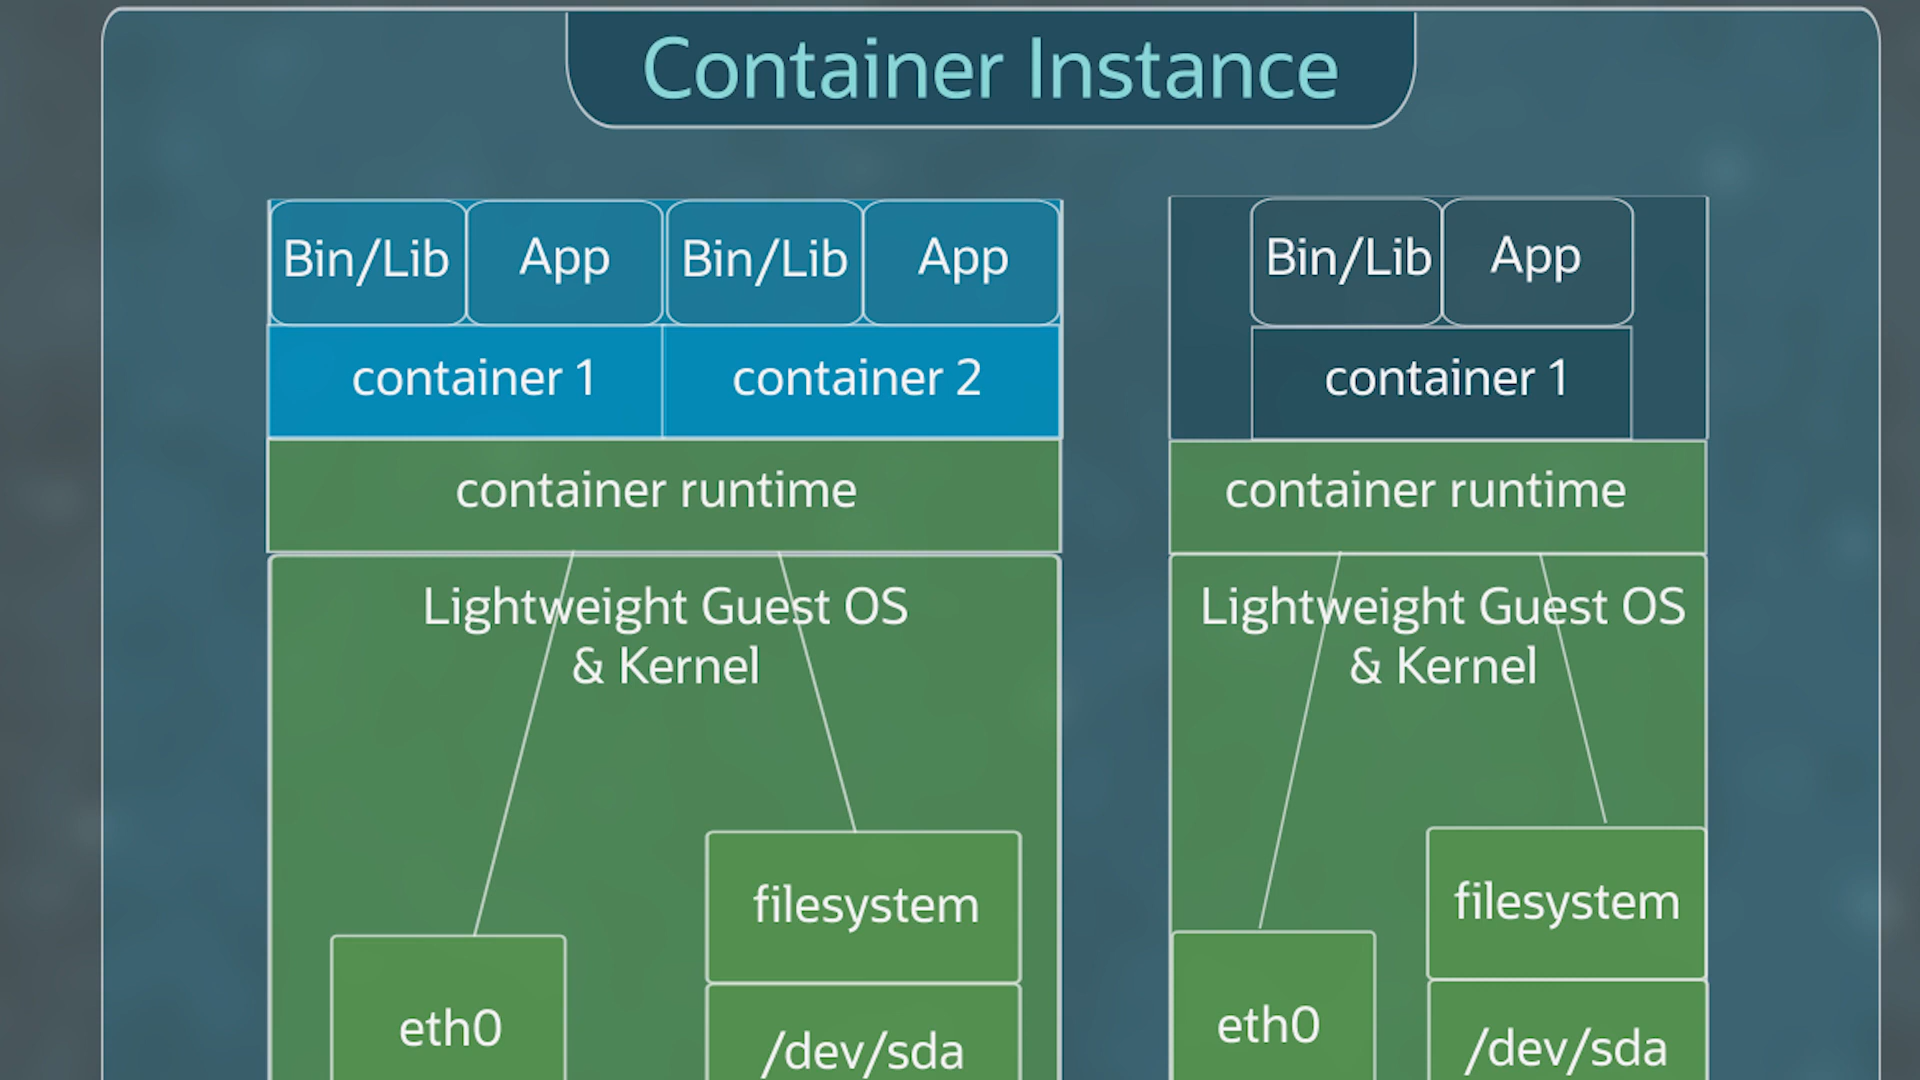 Container Instance
Bin/Lib
App
Bin/Lib
App
container 1
container 2
container runtime
Lightweight Guest OS
& Kernel
filesystem
eth0
/dev/sda
Bin/Lib
App
container 1
container runtime
Lightweight Guest OS
& Kernel
filesystem
eth0
/dev/sda